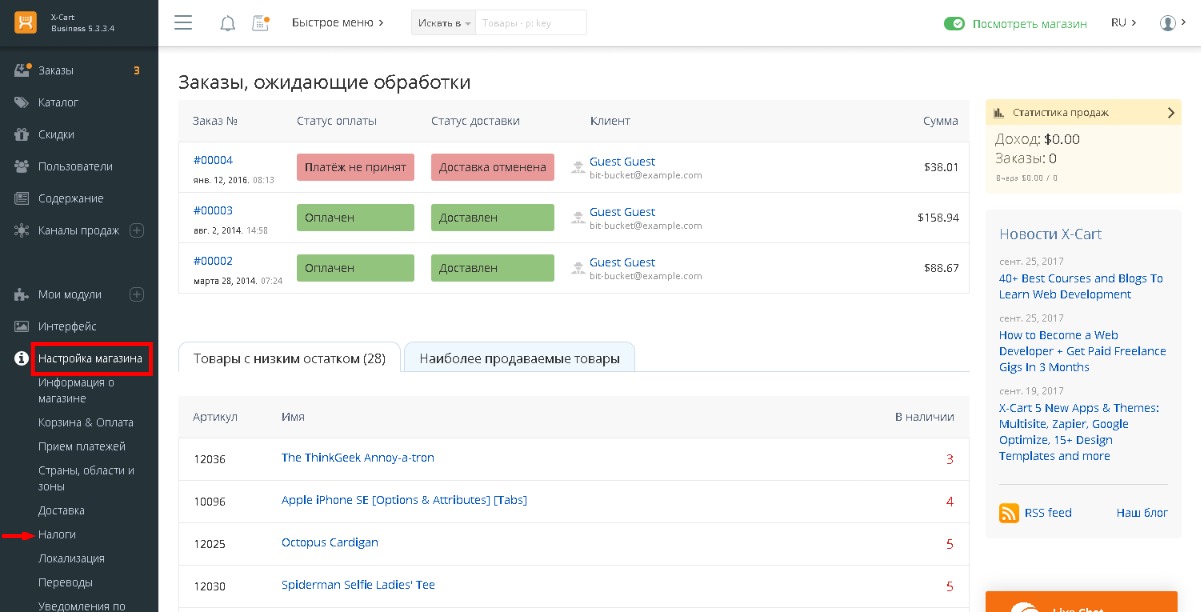 X-Cart
Business 5.3.3.4
Быстрое меню
Искать в
Товары - pi key
Посмотреть магазин
RU
Заказы
3
Каталог
Скидки
Пользователи
Содержание
Каналы продаж
Мои модули
Интерфейс
Настройка магазина
Информация о
магазине
Корзина & Оплата
Прием платежей
Страны, области и
зоны
Доставка
Налоги
Локализация
Переводы
Уведомления по
Заказы, ожидающие обработки
Заказ № Статус оплаты Статус доставки Клиент Сумма
#00004 Платёж не принят Доставка отменена Guest Guest $38.01
янв. 12, 2016. 08:13 bit-bucket@example.com
#00003 Оплачен Доставлен Guest Guest $158.94
авг. 2, 2014. 14:58 bit-bucket@example.com
#00002 Оплачен Доставлен Guest Guest $88.67
марта 28, 2014. 07:24 bit-bucket@example.com
Товары с низким остатком (28) Наиболее продаваемые товары
Артикул Имя В наличии
12036 The ThinkGeek Annoy-a-tron 3
10096 Apple iPhone SE [Options & Attributes] [Tabs] 4
12025 Octopus Cardigan 5
12030 Spiderman Selfie Ladies' Tee 5
Статистика продаж
Доход: $0.00
Заказы: 0
Вчера $0.00 / 0
Новости X-Cart
сент. 25, 2017
40+ Best Courses and Blogs To
Learn Web Development
сент. 25, 2017
How to Become a Web
Developer + Get Paid Freelance
Gigs In 3 Months
сент. 19, 2017
X-Cart 5 New Apps & Themes:
Multisite, Zapier, Google
Optimize, 15+ Design
Templates and more
RSS feed Наш блог
Live Chat